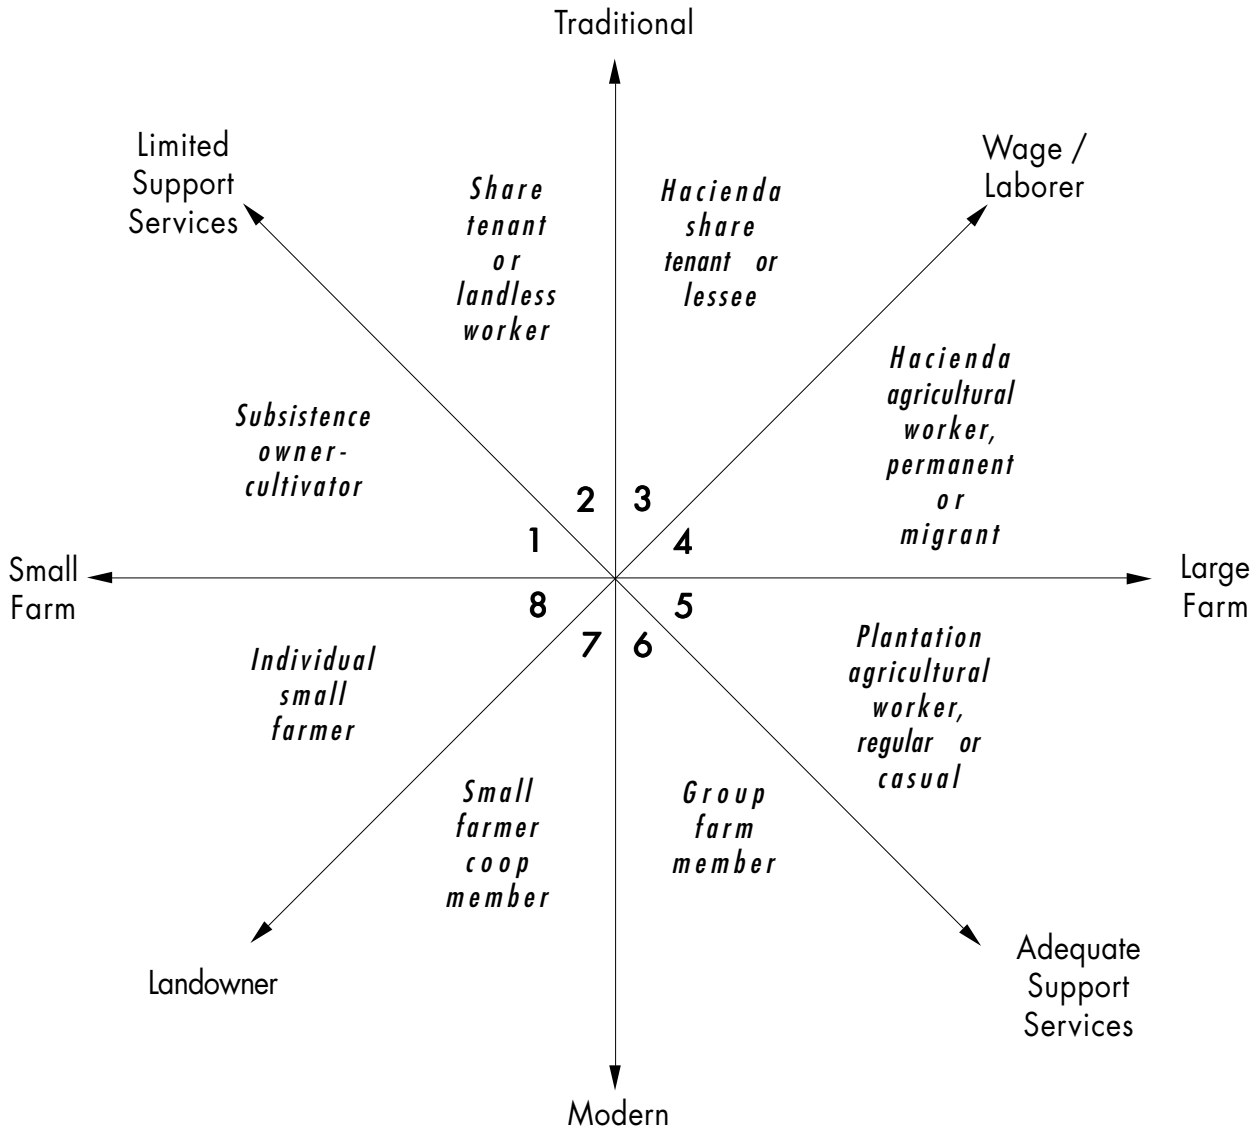 Traditional
Limited
Support
Services
Wage /
Laborer
Share
tenant
or
landless
worker
Hacienda
share
tenant or
lessee
Hacienda
agricultural
worker,
permanent
or
migrant
Subsistence
owner-
cultivator
2
3
1
4
Small
Farm
Large
Farm
8
5
7
6
Individual
small
farmer
Plantation
agricultural
worker,
regular or
casual
Small
farmer
coop
member
Group
farm
member
Landowner
Adequate
Support
Services
Modern